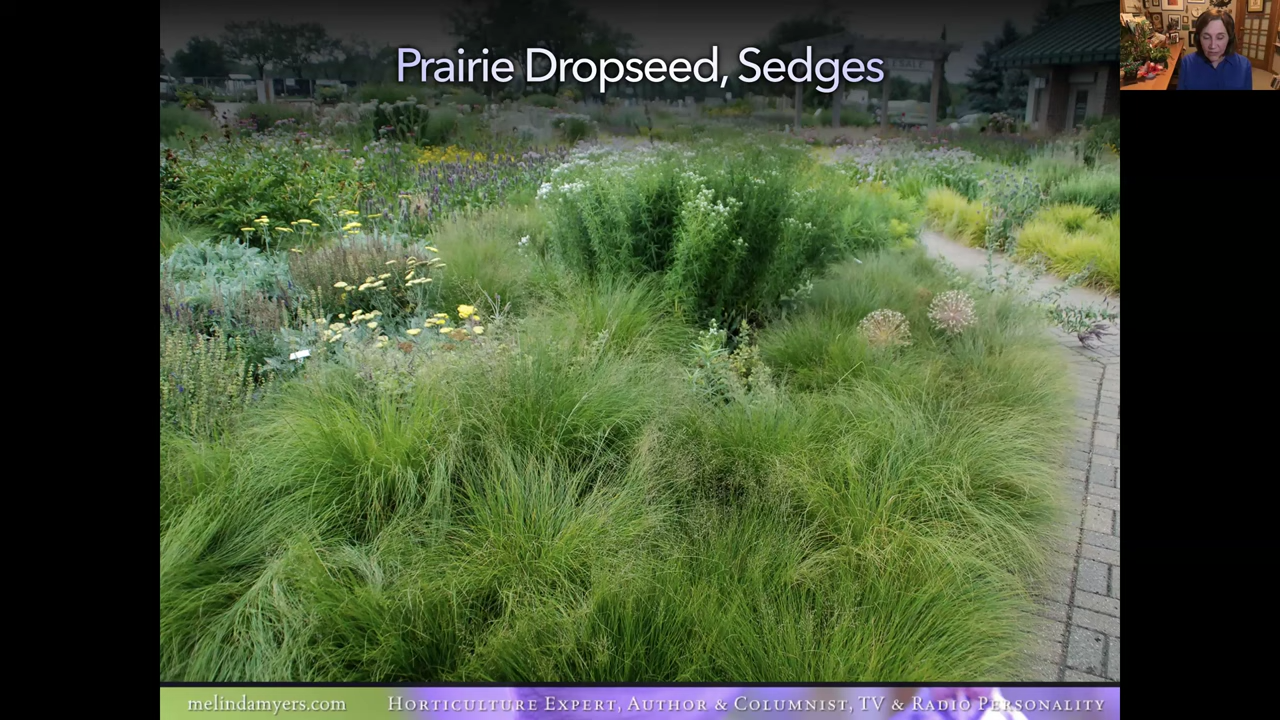 Prairie Dropseed, Sedges
melindamyers.com
Horticulture Expert, Author & Columnist, TV & Radio Personality